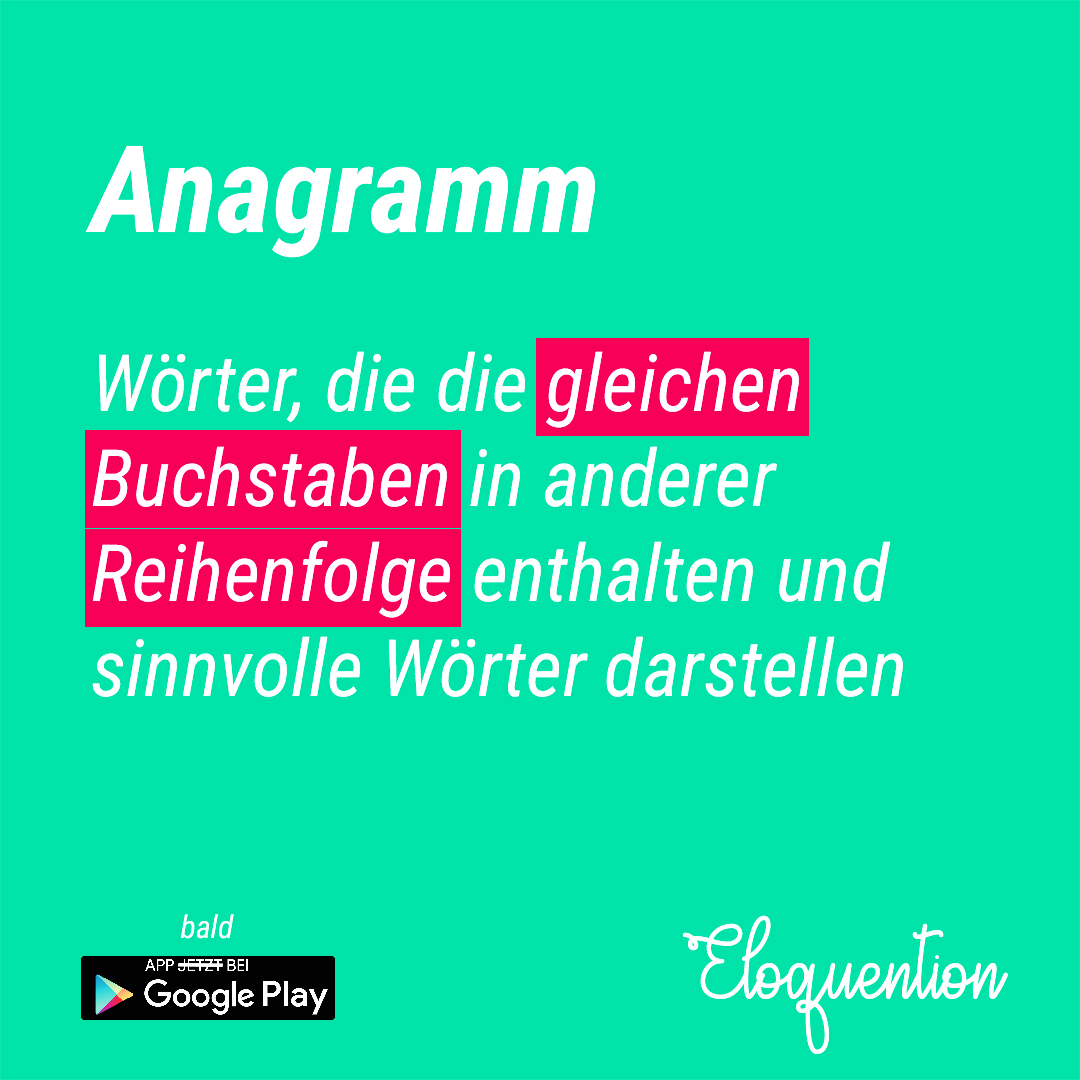 Anagramm
Wörter, die die gleichen
Buchstaben in anderer
Reihenfolge enthalten und
sinnvolle Wörter darstellen
bald
APP JETZT BEI
Google Play
Eloquention